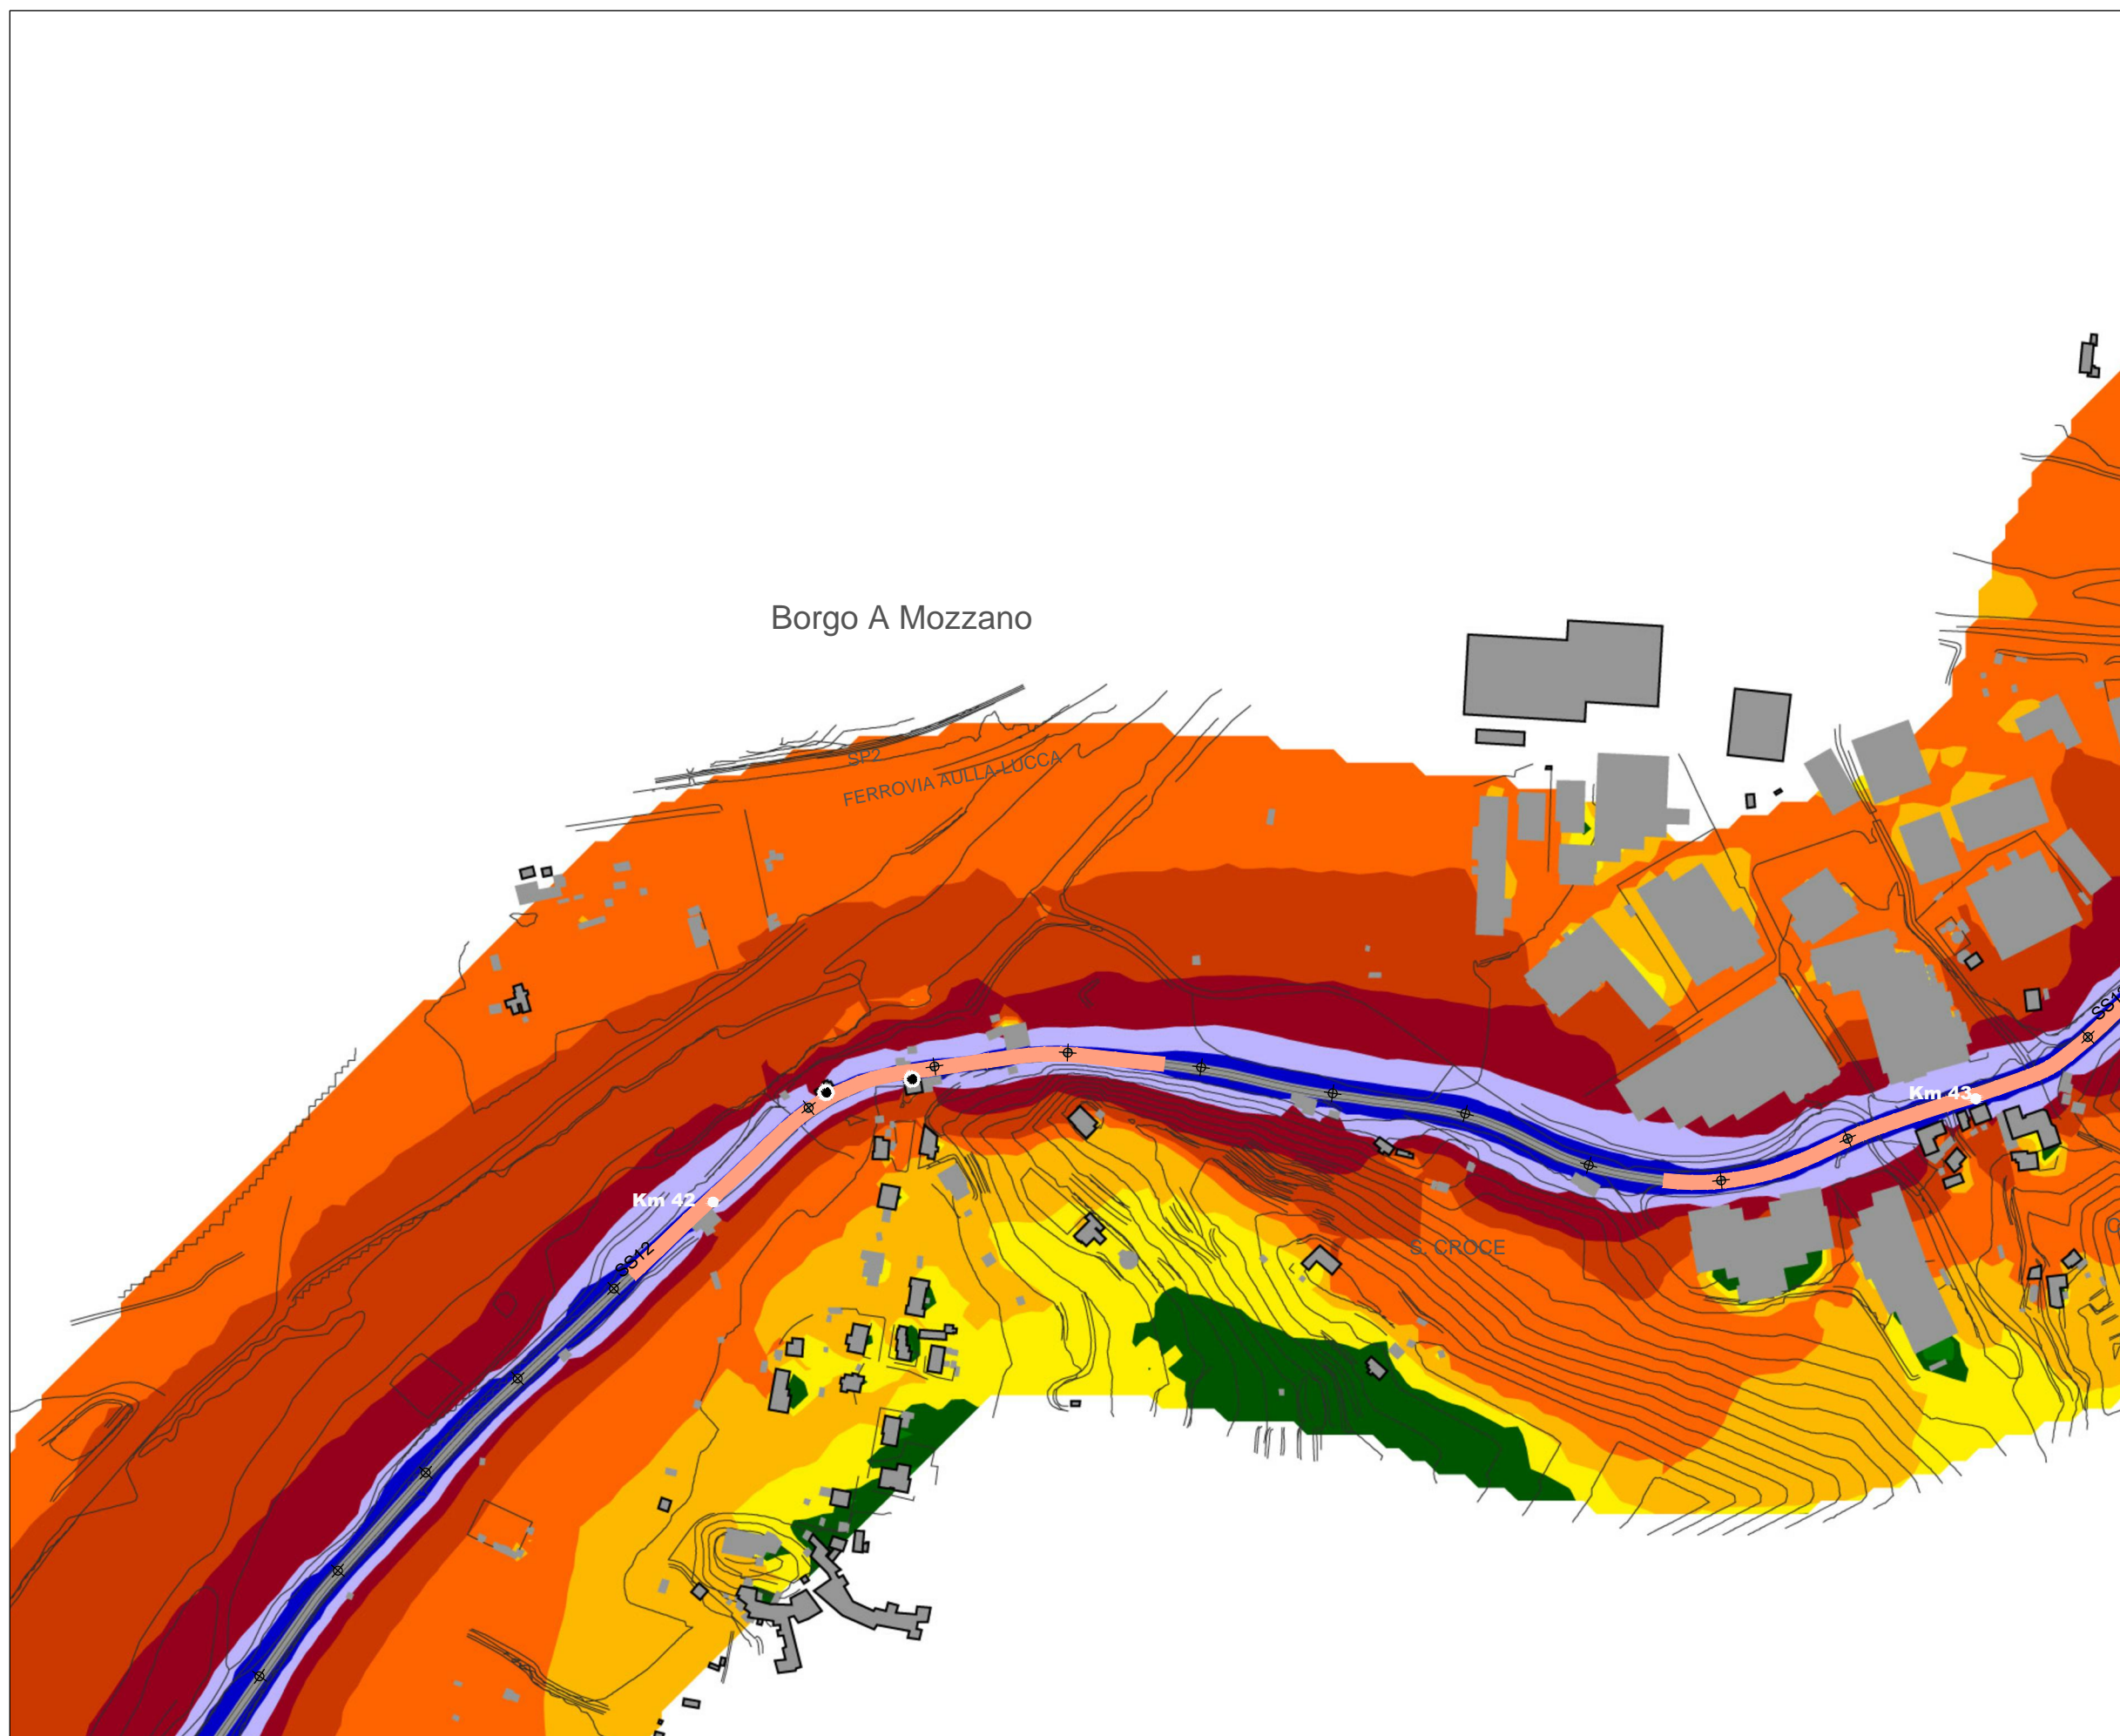 Borgo A Mozzano
SP2
FERROVIA AULLA-LUCCA
Km 43
Km 42
SS12
S. CROCE